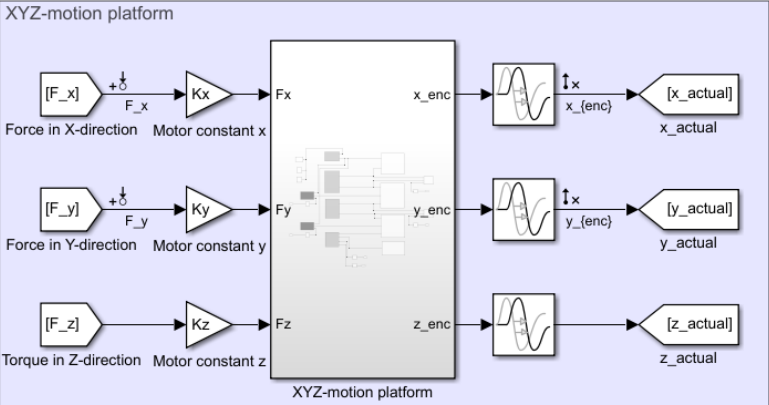 XYZ-motion platform
[F_x]
F_x
Kx
Fx
x_enc
x_{enc}
[x_actual]
Force in X-direction
Motor constant x
x_actual
[F_y]
F_y
Ky
Fy
y_enc
y_{enc}
[y_actual]
Force in Y-direction
Motor constant y
y_actual
[F_z]
Kz
Fz
z_enc
[z_actual]
Torque in Z-direction
Motor constant z
z_actual
XYZ-motion platform